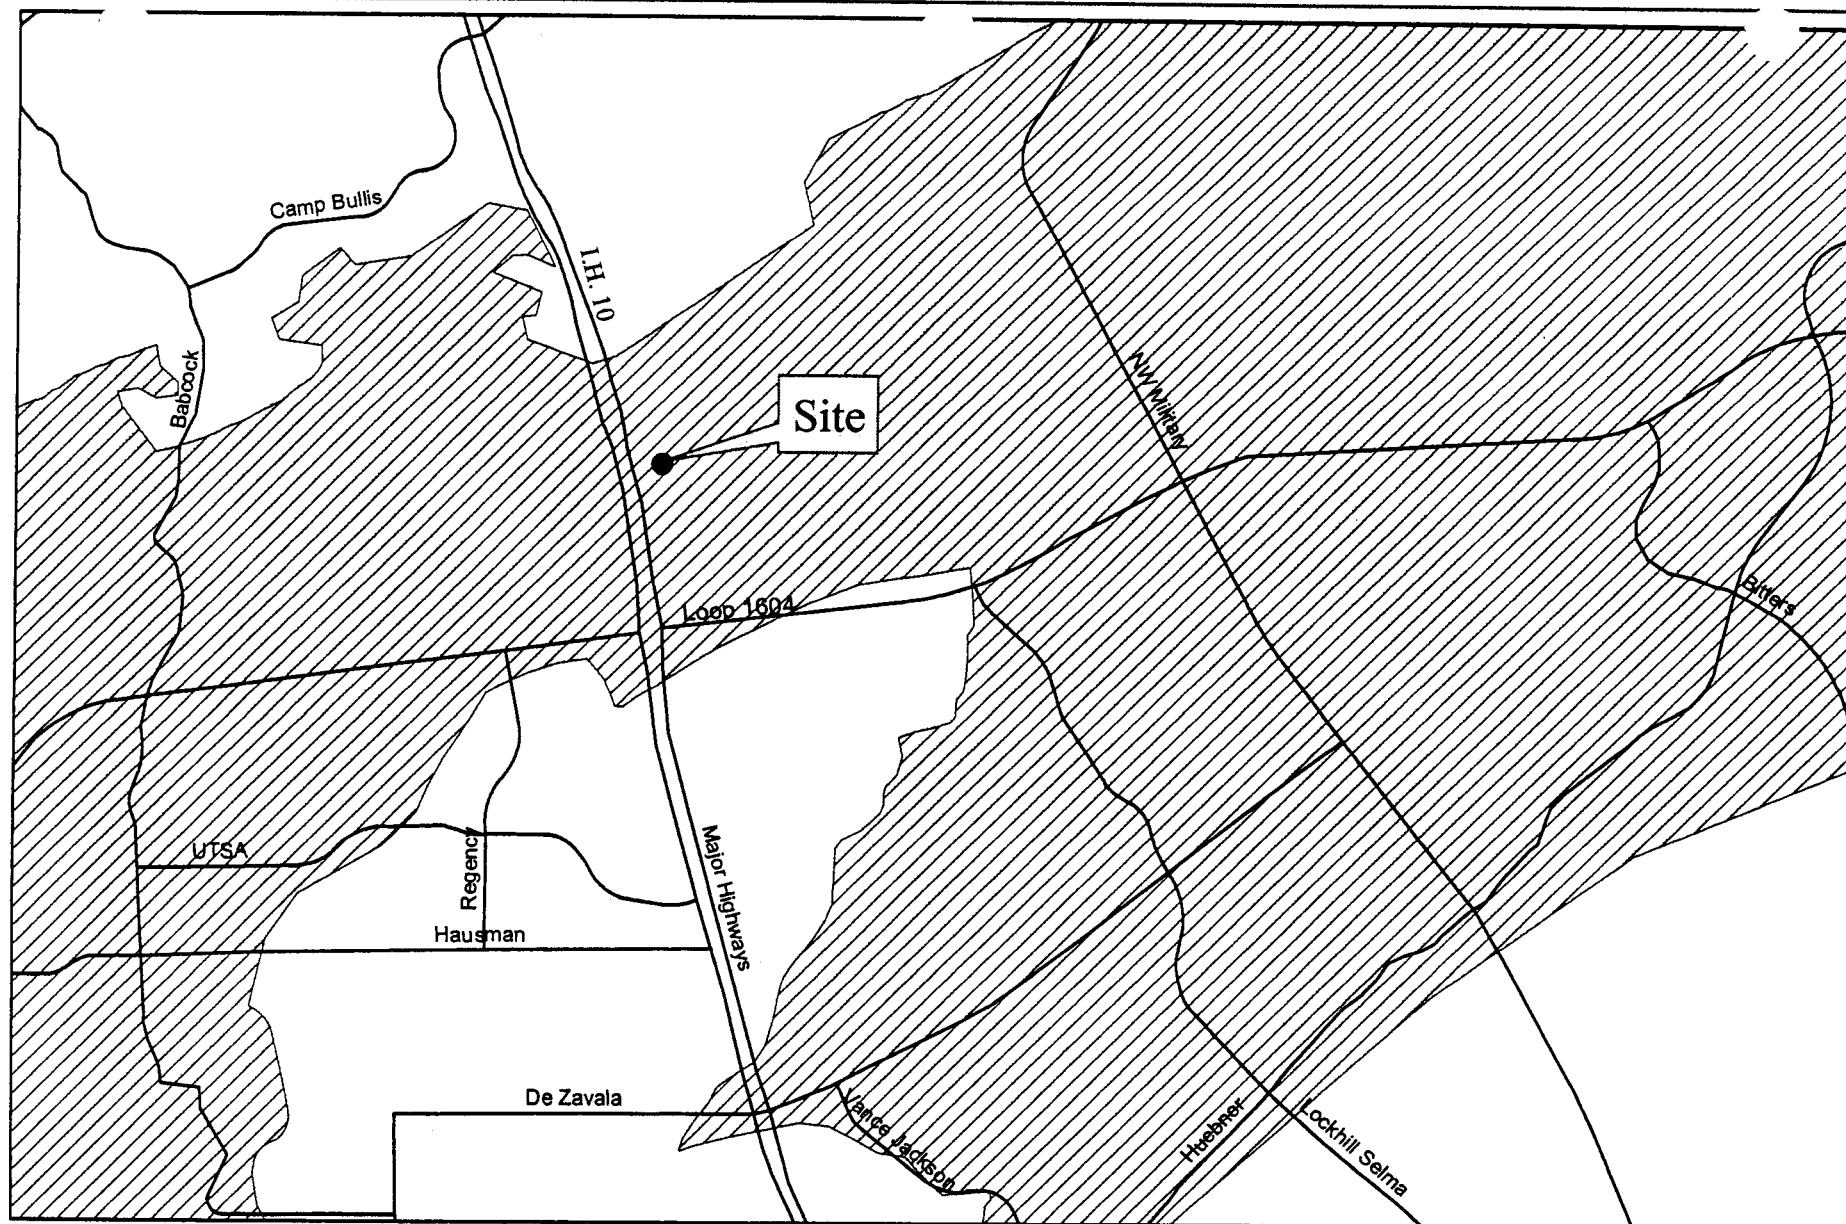 Camp Bullis
I.H. 10
Babcock
Site
NW Military
Loop 1604
Bitters
UTSA
Regency
Major Highways
Hausman
De Zavala
Vance Jackson
Huebner
Lockhill Selma